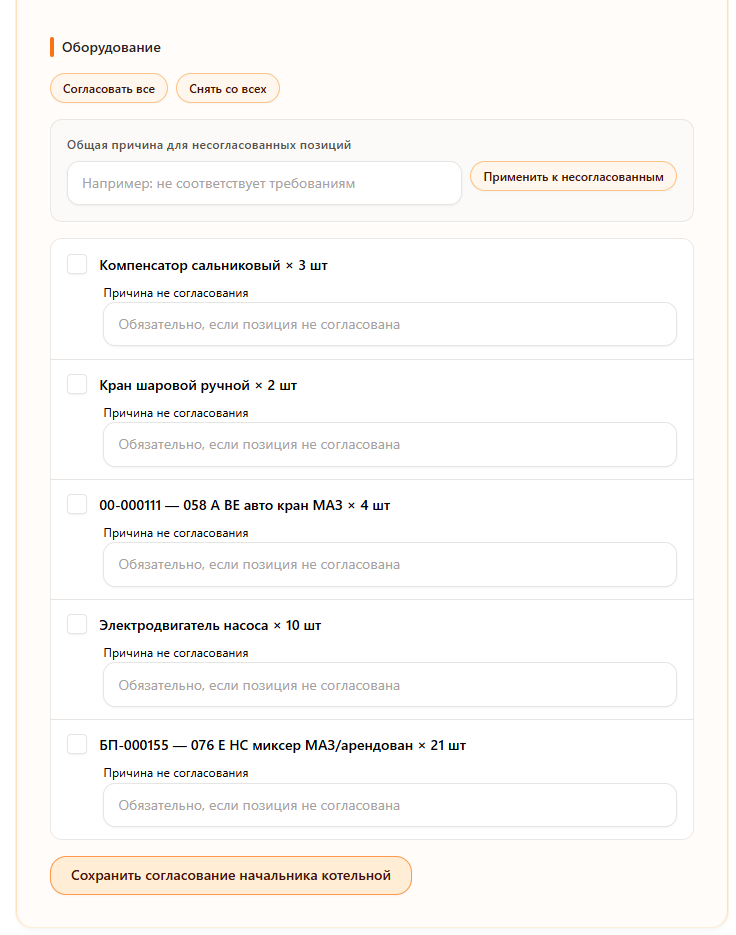 Оборудование
Согласовать все
Снять со всех
Общая причина для несогласованных позиций
Например: не соответствует требованиям
Применить к несогласованным
Компенсатор сальниковый × 3 шт
Причина не согласования
Обязательно, если позиция не согласована
Кран шаровой ручной × 2 шт
Причина не согласования
Обязательно, если позиция не согласована
00-000111 — 058 А ВЕ авто кран МАЗ × 4 шт
Причина не согласования
Обязательно, если позиция не согласована
Электродвигатель насоса × 10 шт
Причина не согласования
Обязательно, если позиция не согласована
БП-000155 — 076 Е НС миксер МАЗ/арендован × 21 шт
Причина не согласования
Обязательно, если позиция не согласована
Сохранить согласование начальника котельной